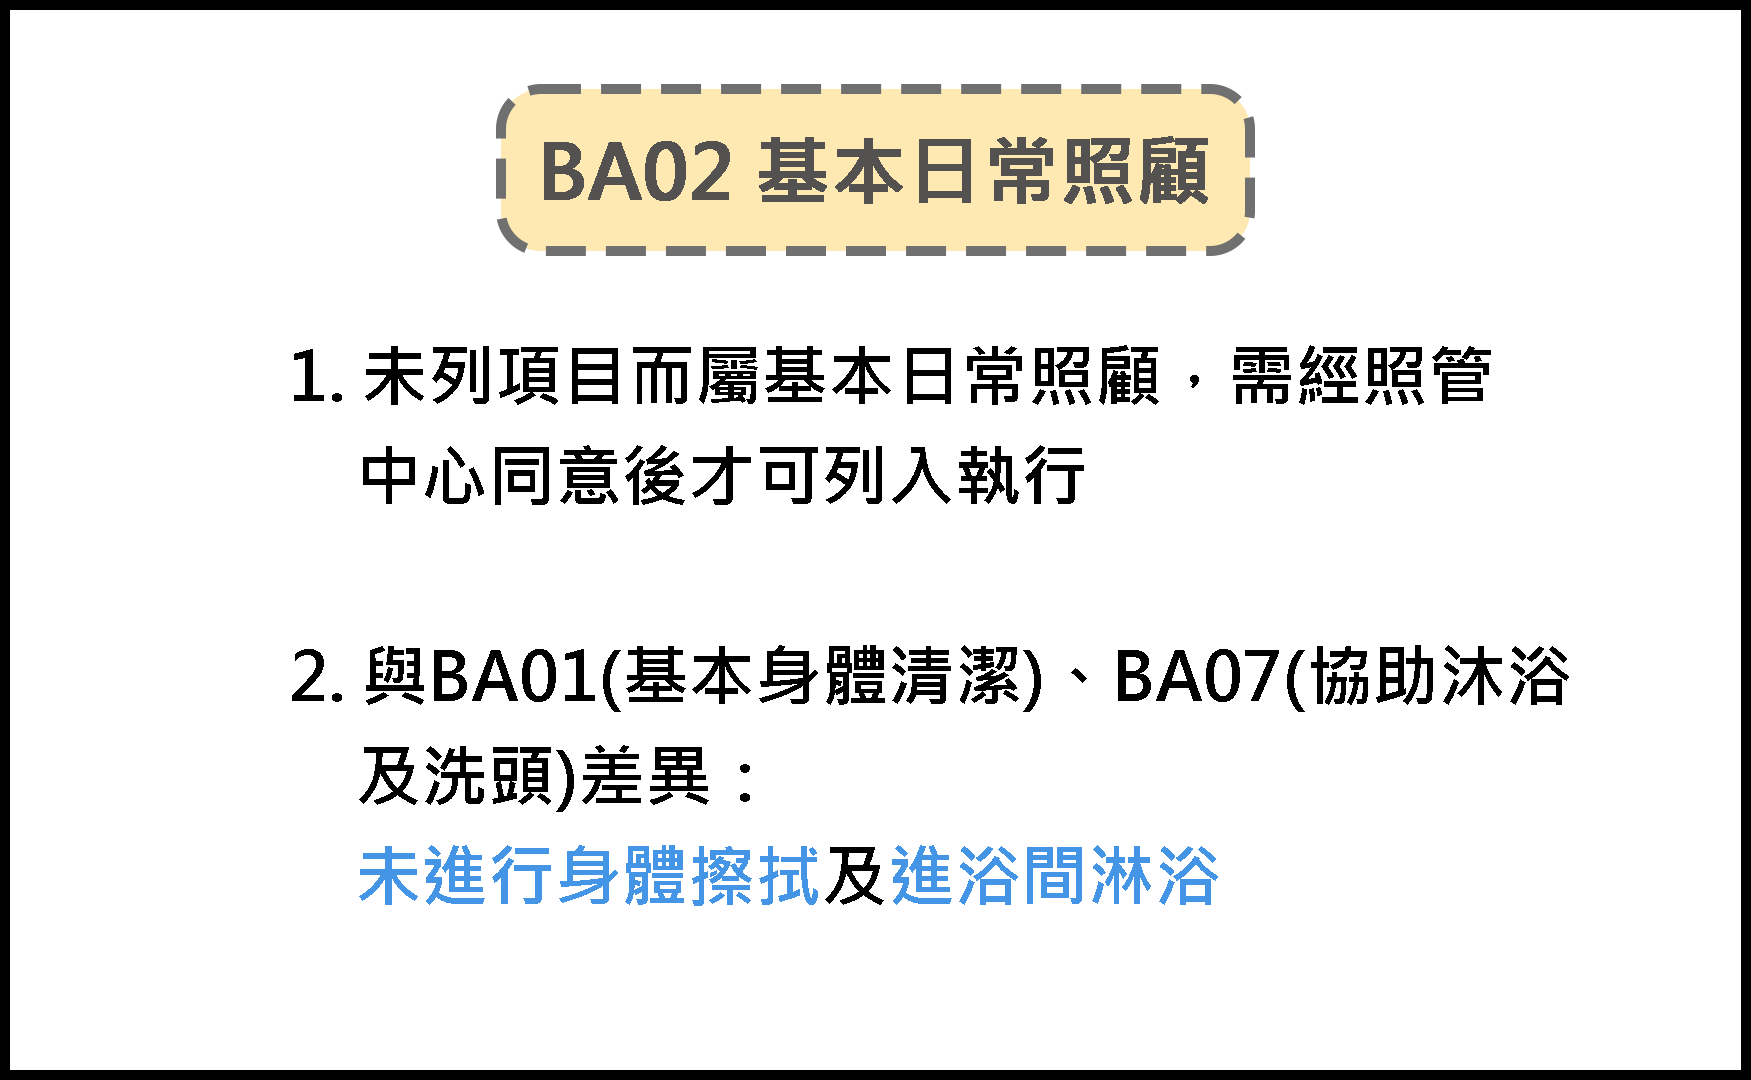 BA02 基本日常照顧
1. 未列項目而屬基本日常照顧，需經照管
中心同意後才可列入執行
2. 與BA01(基本身體清潔)、BA07(協助沐浴
及洗頭)差異：
未進行身體擦拭及進浴間淋浴